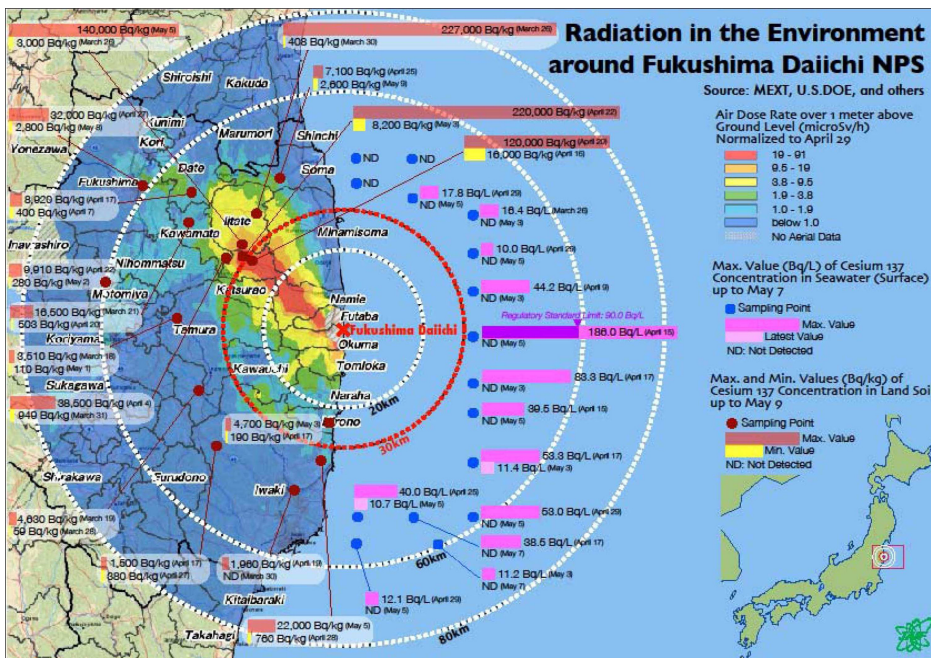 Radiation in the Environment
around Fukushima Daiichi NPS
Source: MEXT, U.S.DOE, and others
Air Dose Rate over 1 meter above
Ground Level (microSv/h)
Normalized to April 29
19 - 91
9.5 - 19
3.8 - 9.5
1.9 - 3.8
1.0 - 1.9
below 1.0
No Aerial Data
Max. Value (Bq/L) of Cesium 137
Concentration in Seawater (Surface)
up to May 7
Sampling Point
Max. Value
Latest Value
ND: Not Detected
Max. and Min. Values (Bq/kg) of
Cesium 137 Concentration in Land Soil
up to May 9
Sampling Point
Max. Value
Min. Value
ND: Not Detected
140,000 Bq/kg (May 5)
3,000 Bq/kg (March 26)
227,000 Bq/kg (March 26)
408 Bq/kg (March 30)
7,100 Bq/kg (April 25)
2,600 Bq/kg (May 9)
32,000 Bq/kg (April 27)
2,800 Bq/kg (May 8)
220,000 Bq/kg (April 22)
8,200 Bq/kg (May 3)
120,000 Bq/kg (April 20)
16,000 Bq/kg (April 16)
8,920 Bq/kg (April 17)
400 Bq/kg (April 7)
9,910 Bq/kg (April 22)
280 Bq/kg (May 2)
16,500 Bq/kg (March 21)
503 Bq/kg (April 20)
3,510 Bq/kg (March 18)
110 Bq/kg (May 1)
38,500 Bq/kg (April 4)
949 Bq/kg (March 31)
4,700 Bq/kg (May 3)
190 Bq/kg (April 17)
4,630 Bq/kg (March 19)
59 Bq/kg (March 28)
1,500 Bq/kg (April 17)
380 Bq/kg (April 27)
1,960 Bq/kg (April 19)
ND (March 30)
22,000 Bq/kg (May 5)
760 Bq/kg (April 28)
ND
ND
ND
17.8 Bq/L (April 29)
ND (May 5)
16.4 Bq/L (March 26)
ND (May 3)
10.0 Bq/L (April 29)
ND (May 5)
44.2 Bq/L (April 9)
ND (May 3)
Regulatory Standard Limit: 90.0 Bq/L
186.0 Bq/L (April 15)
ND (May 5)
83.3 Bq/L (April 17)
ND (May 3)
39.5 Bq/L (April 15)
ND (May 5)
53.3 Bq/L (April 17)
11.4 Bq/L (May 3)
40.0 Bq/L (April 25)
10.7 Bq/L (May 5)
53.0 Bq/L (April 29)
ND (May 5)
38.5 Bq/L (April 17)
ND (May 7)
11.2 Bq/L (May 3)
ND (May 7)
12.1 Bq/L (April 29)
ND (May 5)
Shiroishi
Kakuda
Yonezawa
Kunimi
Kori
Marumori
Shinchi
Date
Soma
Fukushima
Iitate
Kawamata
Minamisoma
Inawashiro
Nihommatsu
Motomiya
Katsurao
Namie
Futaba
Fukushima Daiichi
Okuma
Tomioka
Koriyama
Tamura
Kawauchi
Naraha
Sukagawa
Hirono
Shirakawa
Furudono
Iwaki
Kitaibaraki
Takahagi
20km
30km
60km
80km